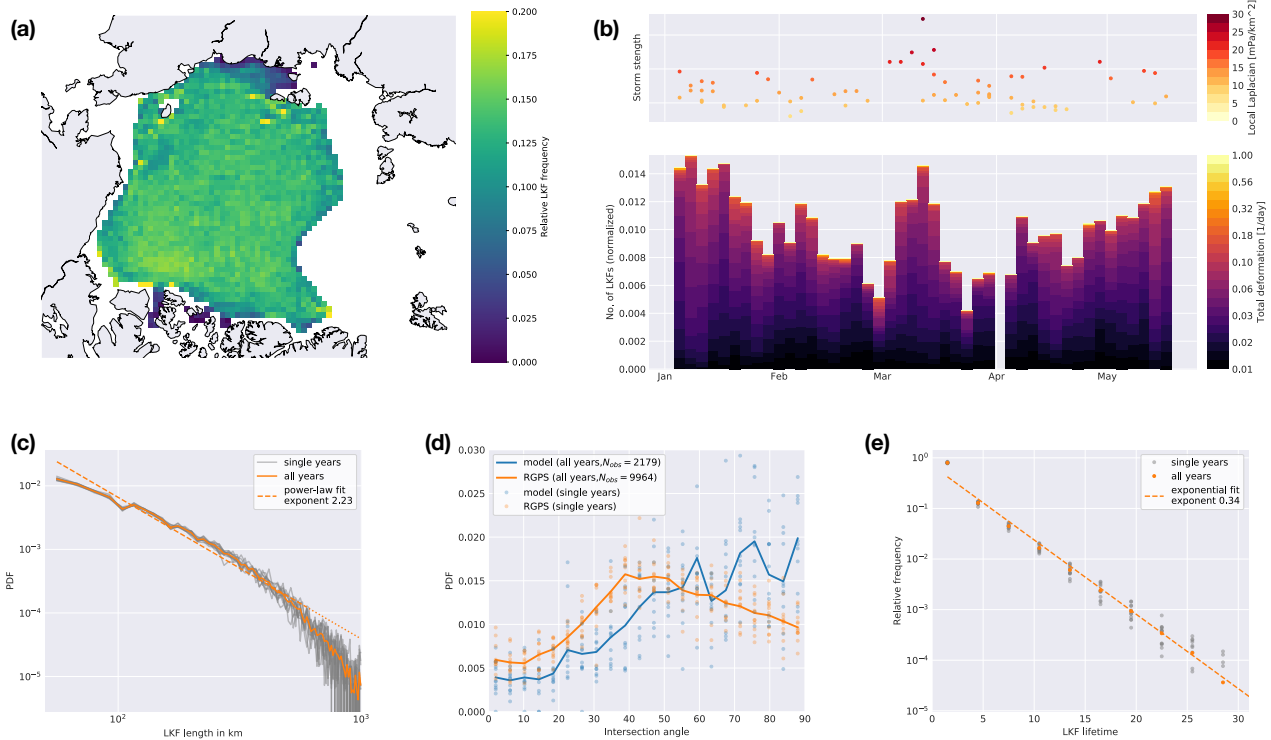 (a)
0.200
0.175
0.150
0.125
0.100
0.075
0.050
0.025
0.000
Relative LKF frequency
(b)
Storm stength
30
25
20
15
10
5
0
Local Laplacian [mPa/km^2]
No. of LKFs (normalized)
0.014
0.012
0.010
0.008
0.006
0.004
0.002
0.000
Jan Feb Mar Apr May
1.00
0.56
0.32
0.18
0.10
0.06
0.03
0.02
0.01
Total deformation [1/day]
(c)
single years
all years
power-law fit
exponent 2.23
PDF
10⁻²
10⁻³
10⁻⁴
10⁻⁵
10² 10³
LKF length in km
(d)
model (all years,N_obs = 2179)
RGPS (all years,N_obs = 9964)
model (single years)
RGPS (single years)
PDF
0.030
0.025
0.020
0.015
0.010
0.005
0.000
0 10 20 30 40 50 60 70 80 90
Intersection angle
(e)
single years
all years
exponential fit
exponent 0.34
Relative frequency
10⁰
10⁻¹
10⁻²
10⁻³
10⁻⁴
10⁻⁵
0 5 10 15 20 25 30
LKF lifetime